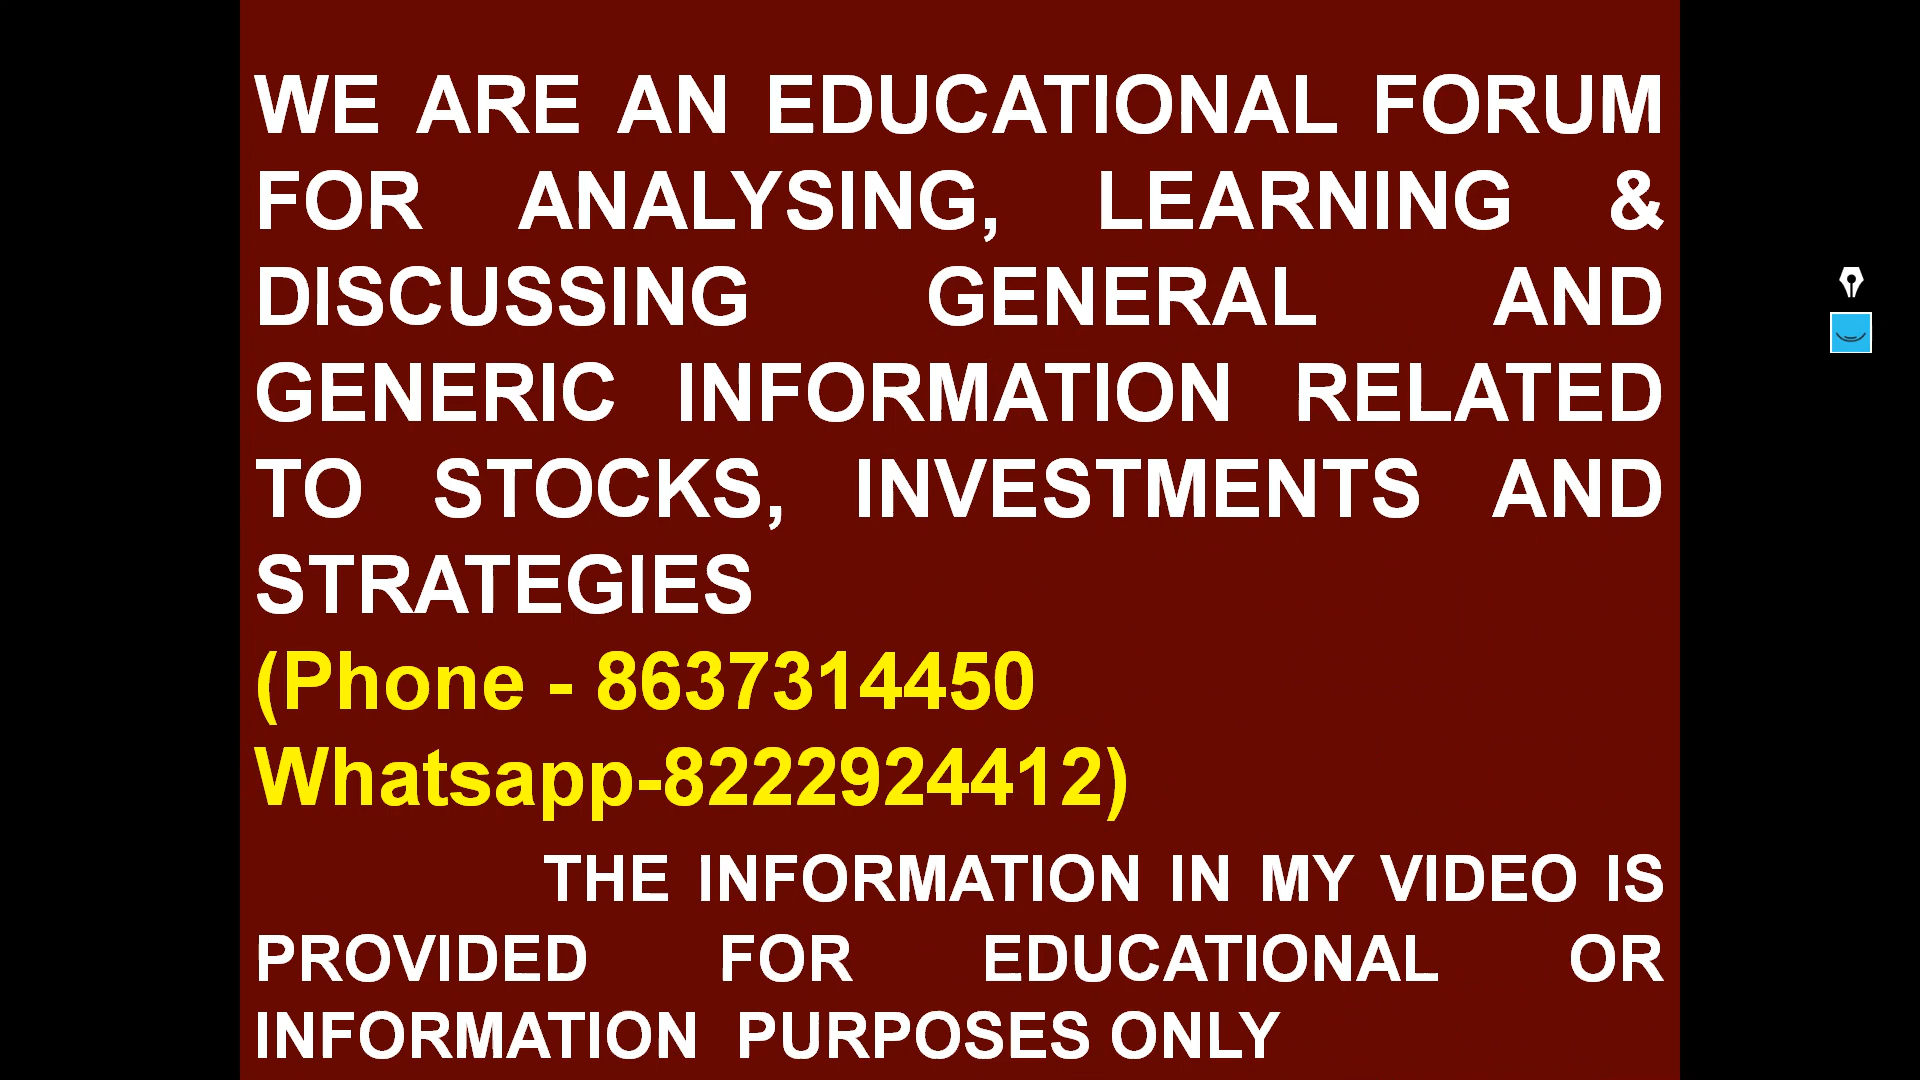 WE ARE AN EDUCATIONAL FORUM
FOR ANALYSING, LEARNING &
DISCUSSING GENERAL AND
GENERIC INFORMATION RELATED
TO STOCKS, INVESTMENTS AND
STRATEGIES
(Phone - 8637314450
Whatsapp-8222924412)
THE INFORMATION IN MY VIDEO IS
PROVIDED FOR EDUCATIONAL OR
INFORMATION PURPOSES ONLY